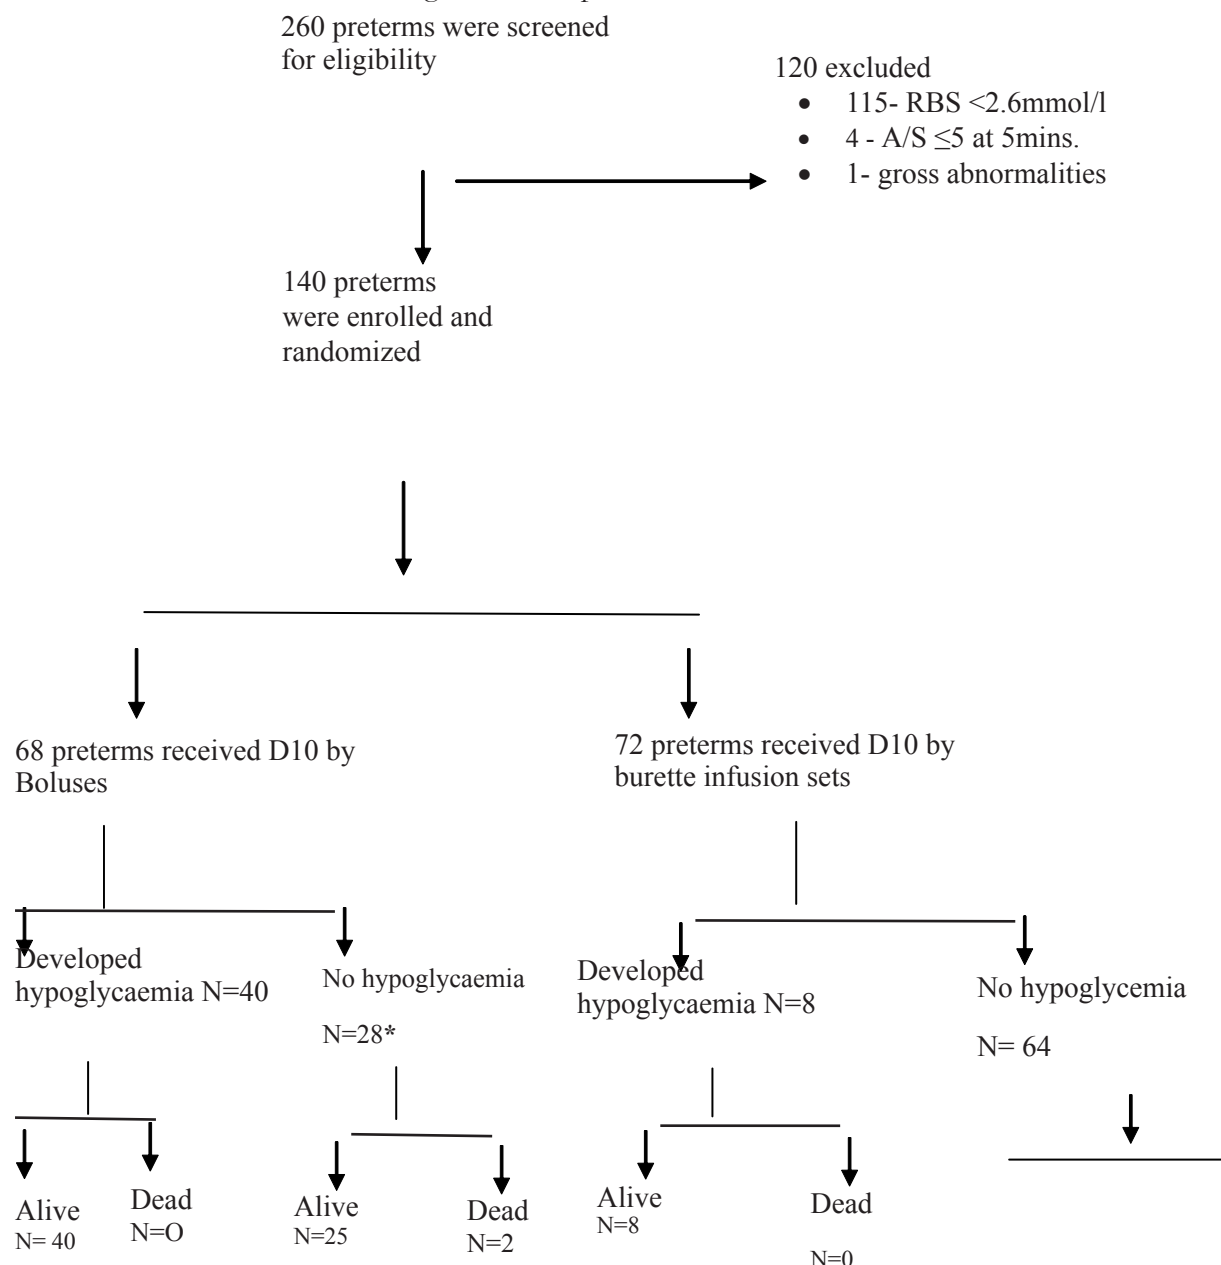 260 preterms were screened
for eligibility
120 excluded
• 115- RBS <2.6mmol/l
• 4 - A/S ≤5 at 5mins.
• 1- gross abnormalities
140 preterms
were enrolled and
randomized
68 preterms received D10 by
Boluses
72 preterms received D10 by
burette infusion sets
Developed
hypoglycaemia N=40
No hypoglycaemia
N=28*
Developed
hypoglycaemia N=8
No hypoglycemia
N= 64
Alive
N= 40
Dead
N=O
Alive
N=25
Dead
N=2
Alive
N=8
Dead
N=0